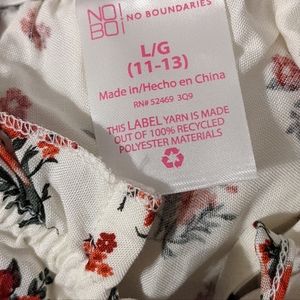 NO!
BO!
NO BOUNDARIES
L/G
(11-13)
Made in/Hecho en China
RN# 52469 3Q9
THIS LABEL YARN IS MADE
OUT OF 100% RECYCLED
POLYESTER MATERIALS